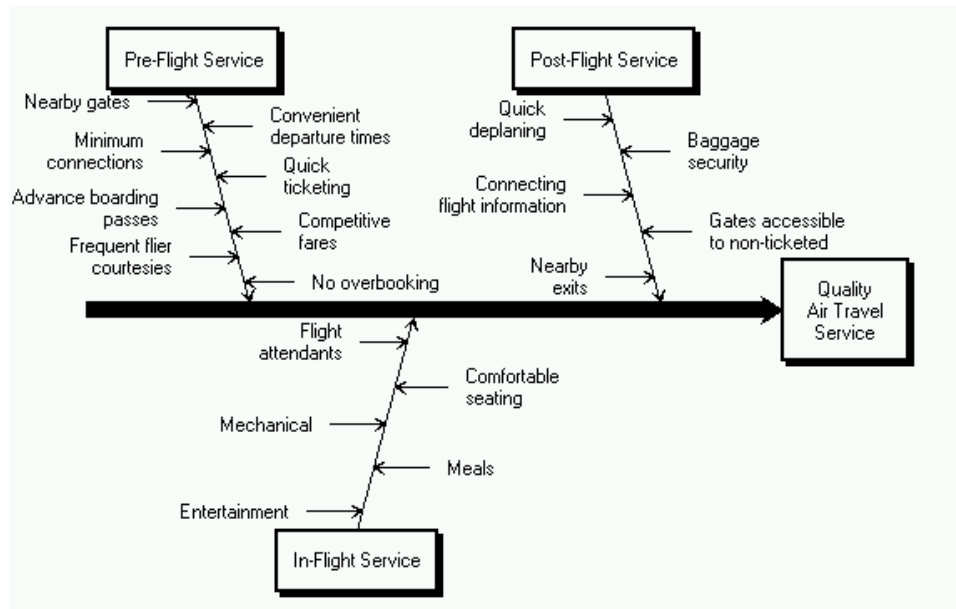 Pre-Flight Service
Post-Flight Service
Nearby gates
Convenient
departure times
Minimum
connections
Quick
ticketing
Advance boarding
passes
Competitive
fares
Frequent flier
courtesies
No overbooking
Quick
deplaning
Baggage
security
Connecting
flight information
Gates accessible
to non-ticketed
Nearby
exits
Quality
Air Travel
Service
Flight
attendants
Comfortable
seating
Mechanical
Meals
Entertainment
In-Flight Service